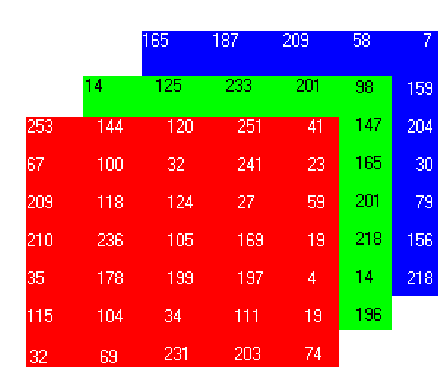 165 187 209 58 7
14 125 233 201 98 159
253 144 120 251 41 147 204
67 100 32 241 23 165 30
209 118 124 27 59 201 79
210 236 105 169 19 218 156
35 178 199 197 4 14 218
115 104 34 111 19 196
32 69 231 203 74